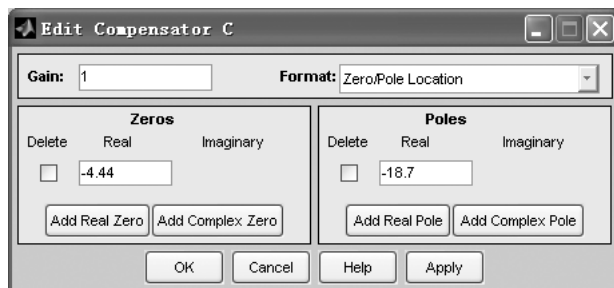 Edit Compensator C
Gain: 1 Format: Zero/Pole Location
Zeros
Delete Real Imaginary
-4.44
Add Real Zero Add Complex Zero
Poles
Delete Real Imaginary
-18.7
Add Real Pole Add Complex Pole
OK Cancel Help Apply